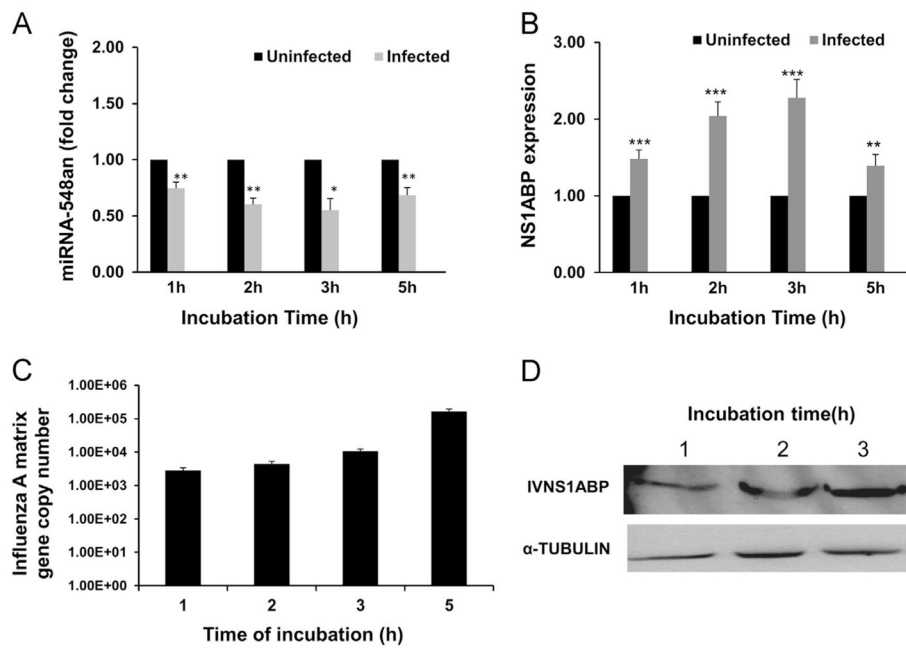 A
miRNA-548an (fold change)
2.00
1.50
1.00
0.50
0.00
Uninfected Infected
** ** * **
1h 2h 3h 5h
Incubation Time (h)
B
NS1ABP expression
3.00
2.00
1.00
0.00
Uninfected Infected
*** *** *** **
1h 2h 3h 5h
Incubation Time (h)
C
Influenza A matrix
gene copy number
1.00E+06
1.00E+05
1.00E+04
1.00E+03
1.00E+02
1.00E+01
1.00E+00
1 2 3 5
Time of incubation (h)
D
Incubation time(h)
1 2 3
IVNS1ABP
α-TUBULIN